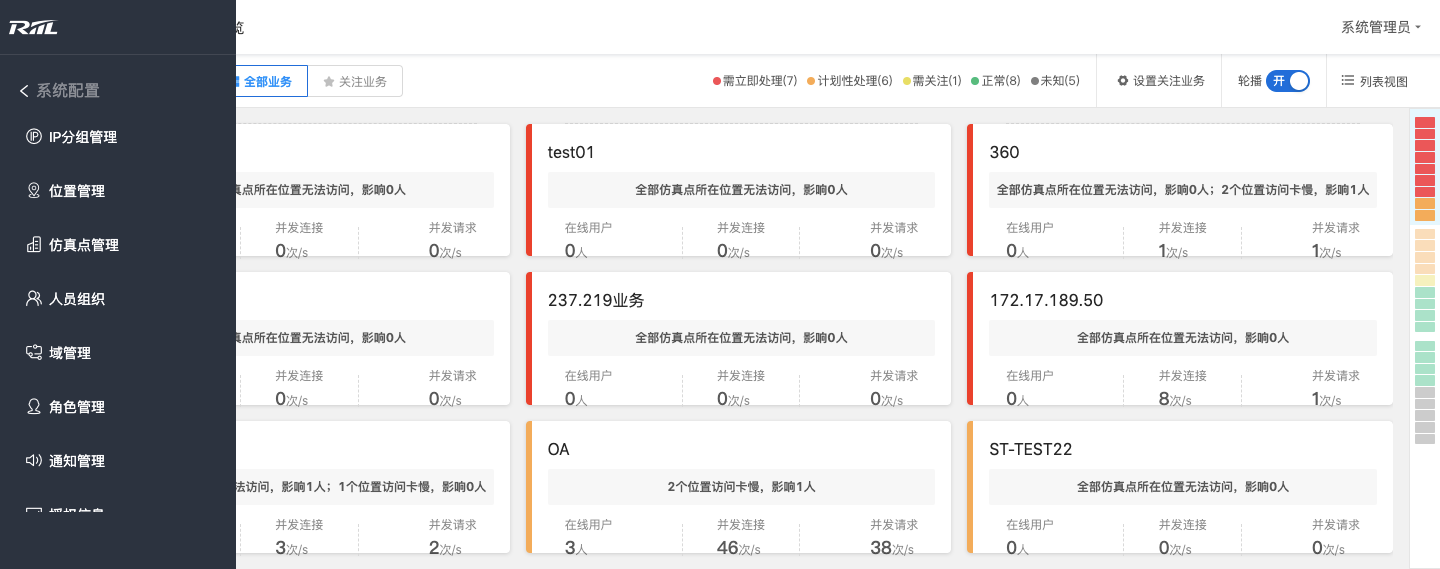 RIIL
系统配置
IP分组管理
位置管理
仿真点管理
人员组织
域管理
角色管理
通知管理
授权信息
览
系统管理员
全部业务
关注业务
需立即处理(7)
计划性处理(6)
需关注(1)
正常(8)
未知(5)
设置关注业务
轮播
开
列表视图
真点所在位置无法访问，影响0人
并发连接
并发请求
0次/s
0次/s
test01
全部仿真点所在位置无法访问，影响0人
在线用户
并发连接
并发请求
0人
0次/s
0次/s
360
全部仿真点所在位置无法访问，影响0人；2个位置访问卡慢，影响1人
在线用户
并发连接
并发请求
0人
1次/s
1次/s
真点所在位置无法访问，影响0人
并发连接
并发请求
0次/s
0次/s
237.219业务
全部仿真点所在位置无法访问，影响0人
在线用户
并发连接
并发请求
0人
0次/s
0次/s
172.17.189.50
全部仿真点所在位置无法访问，影响0人
在线用户
并发连接
并发请求
0人
8次/s
1次/s
法访问，影响1人；1个位置访问卡慢，影响0人
并发连接
并发请求
3次/s
2次/s
OA
2个位置访问卡慢，影响1人
在线用户
并发连接
并发请求
3人
46次/s
38次/s
ST-TEST22
全部仿真点所在位置无法访问，影响0人
在线用户
并发连接
并发请求
0人
0次/s
0次/s